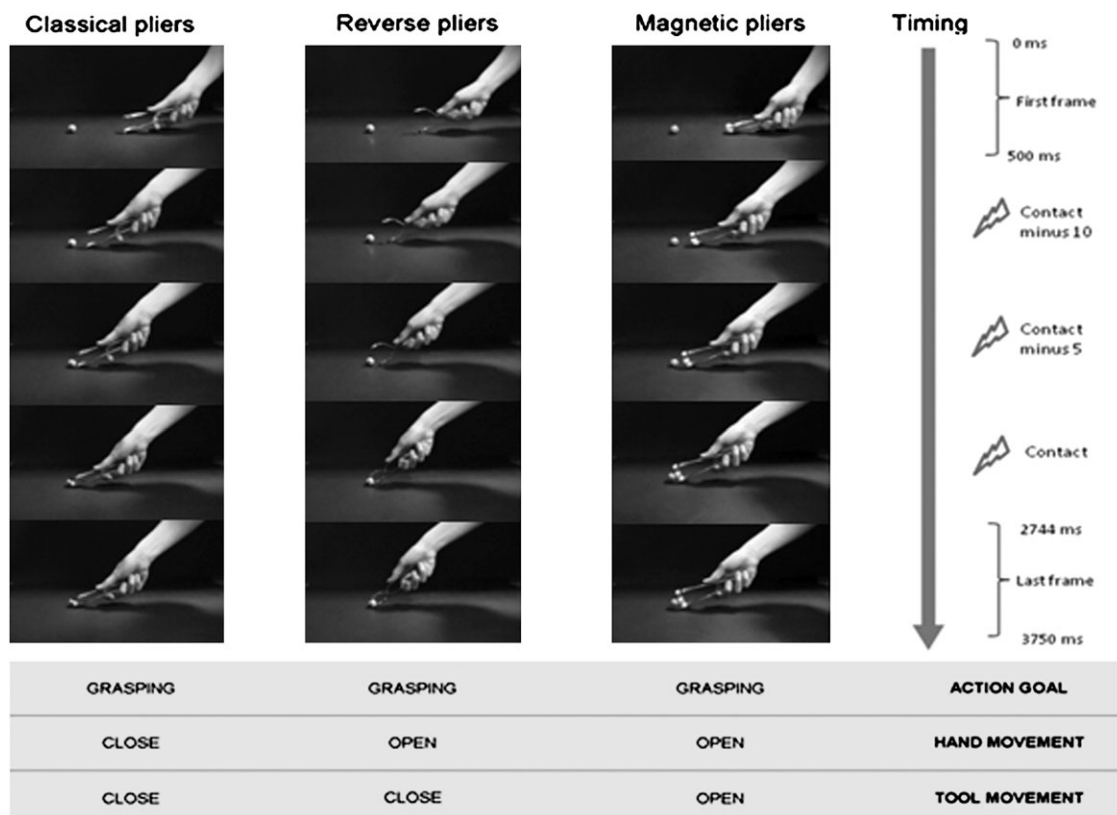 Classical pliers
Reverse pliers
Magnetic pliers
Timing
0 ms
First frame
500 ms
Contact
minus 10
Contact
minus 5
Contact
2744 ms
Last frame
3750 ms
GRASPING GRASPING GRASPING ACTION GOAL
CLOSE OPEN OPEN HAND MOVEMENT
CLOSE CLOSE OPEN TOOL MOVEMENT